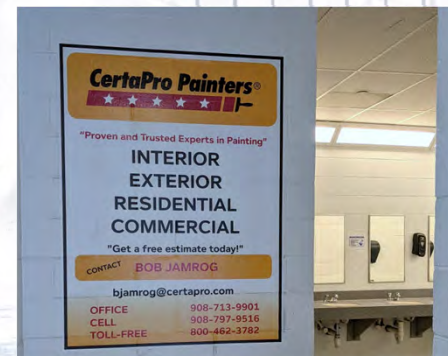 CertaPro Painters®
"Proven and Trusted Experts in Painting"
INTERIOR
EXTERIOR
RESIDENTIAL
COMMERCIAL
"Get a free estimate today!"
CONTACT BOB JAMROG
bjamrog@certapro.com
OFFICE 908-713-9901
CELL 908-797-9516
TOLL-FREE 800-462-3782